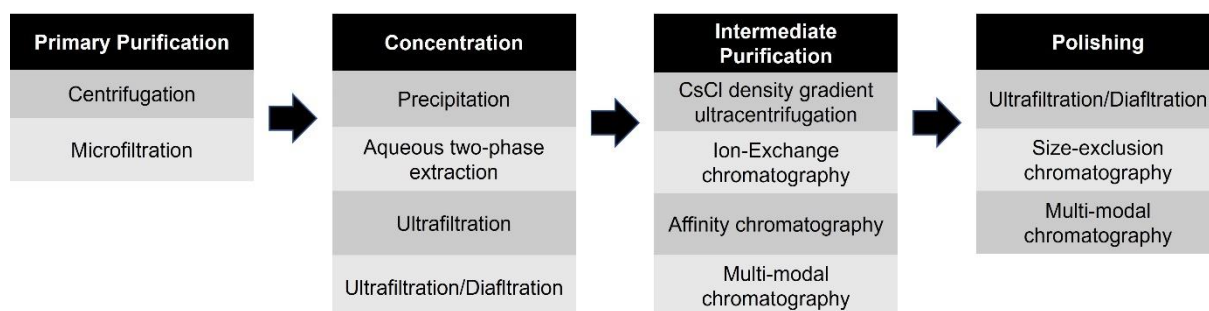 Primary Purification
Centrifugation
Microfiltration
Concentration
Precipitation
Aqueous two-phase
extraction
Ultrafiltration
Ultrafiltration/Diafltration
Intermediate
Purification
CsCl density gradient
ultracentrifugation
Ion-Exchange
chromatography
Affinity chromatography
Multi-modal
chromatography
Polishing
Ultrafiltration/Diafltration
Size-exclusion
chromatography
Multi-modal
chromatography